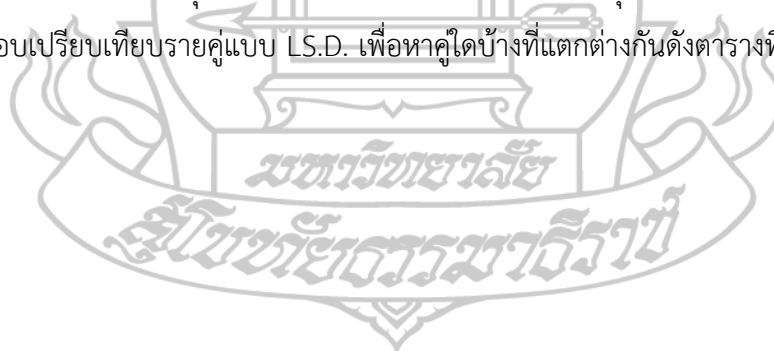 อบเปรียบเทียบรายคู่แบบ L.S.D. เพื่อหาคู่ใดบ้างที่แตกต่างกันดังตารางที
มหาวิทยาลัย
สุโขทัยธรรมาธิราช